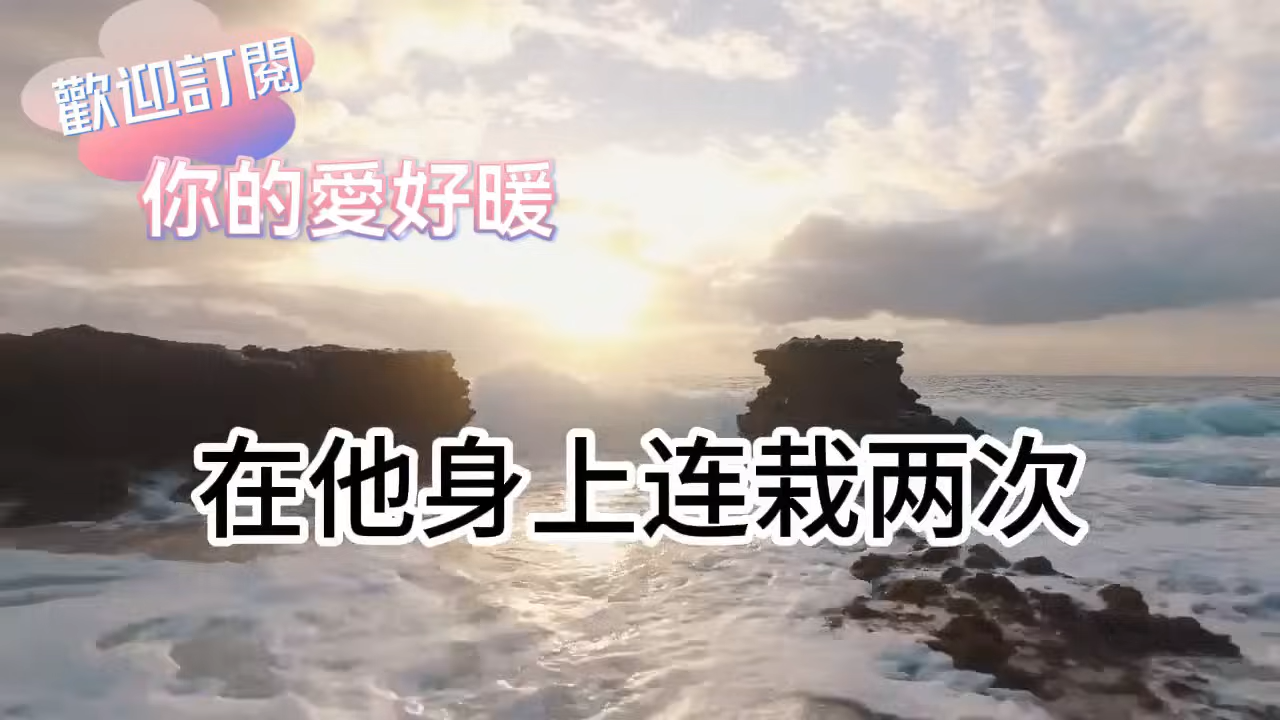 歡迎訂閱
你的愛好暖
在他身上连栽两次